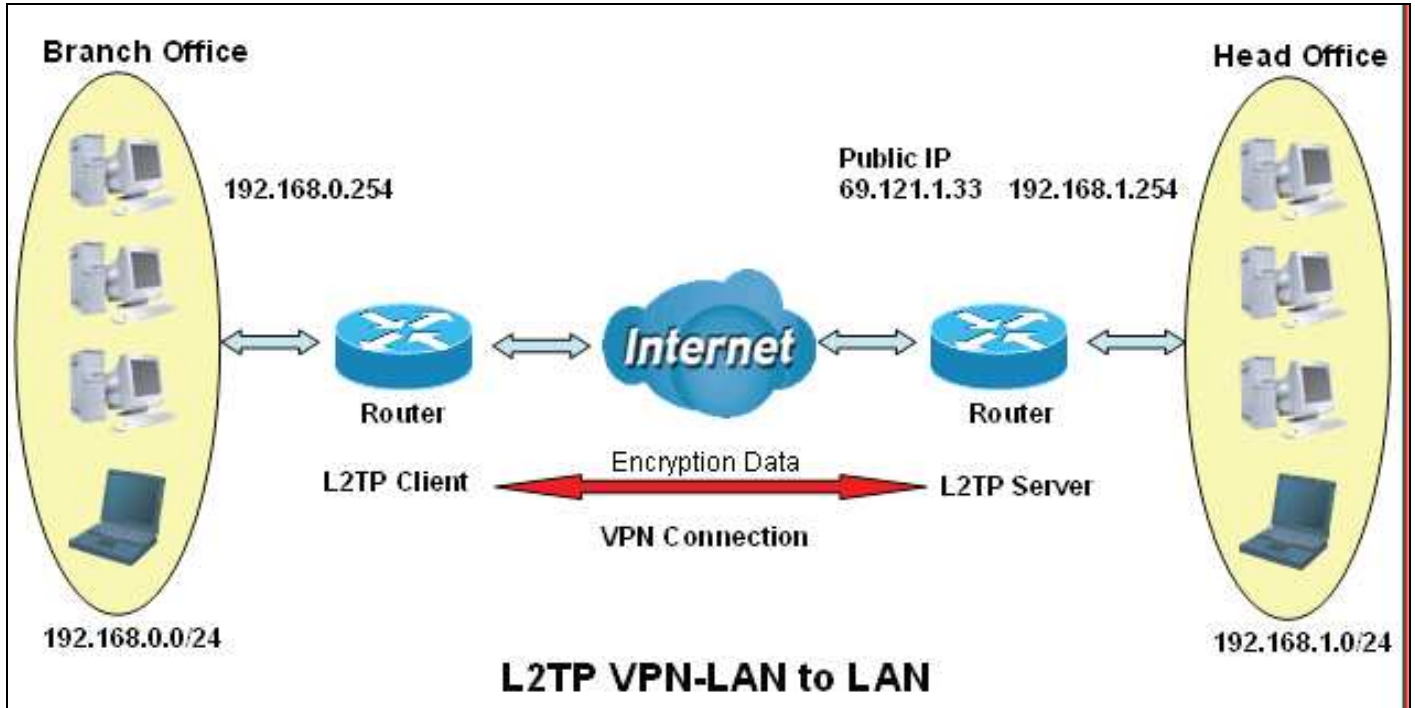 Branch Office
Head Office
Public IP
192.168.0.254
69.121.1.33
192.168.1.254
Internet
Router
Router
Encryption Data
L2TP Client
L2TP Server
VPN Connection
192.168.0.0/24
192.168.1.0/24
L2TP VPN-LAN to LAN